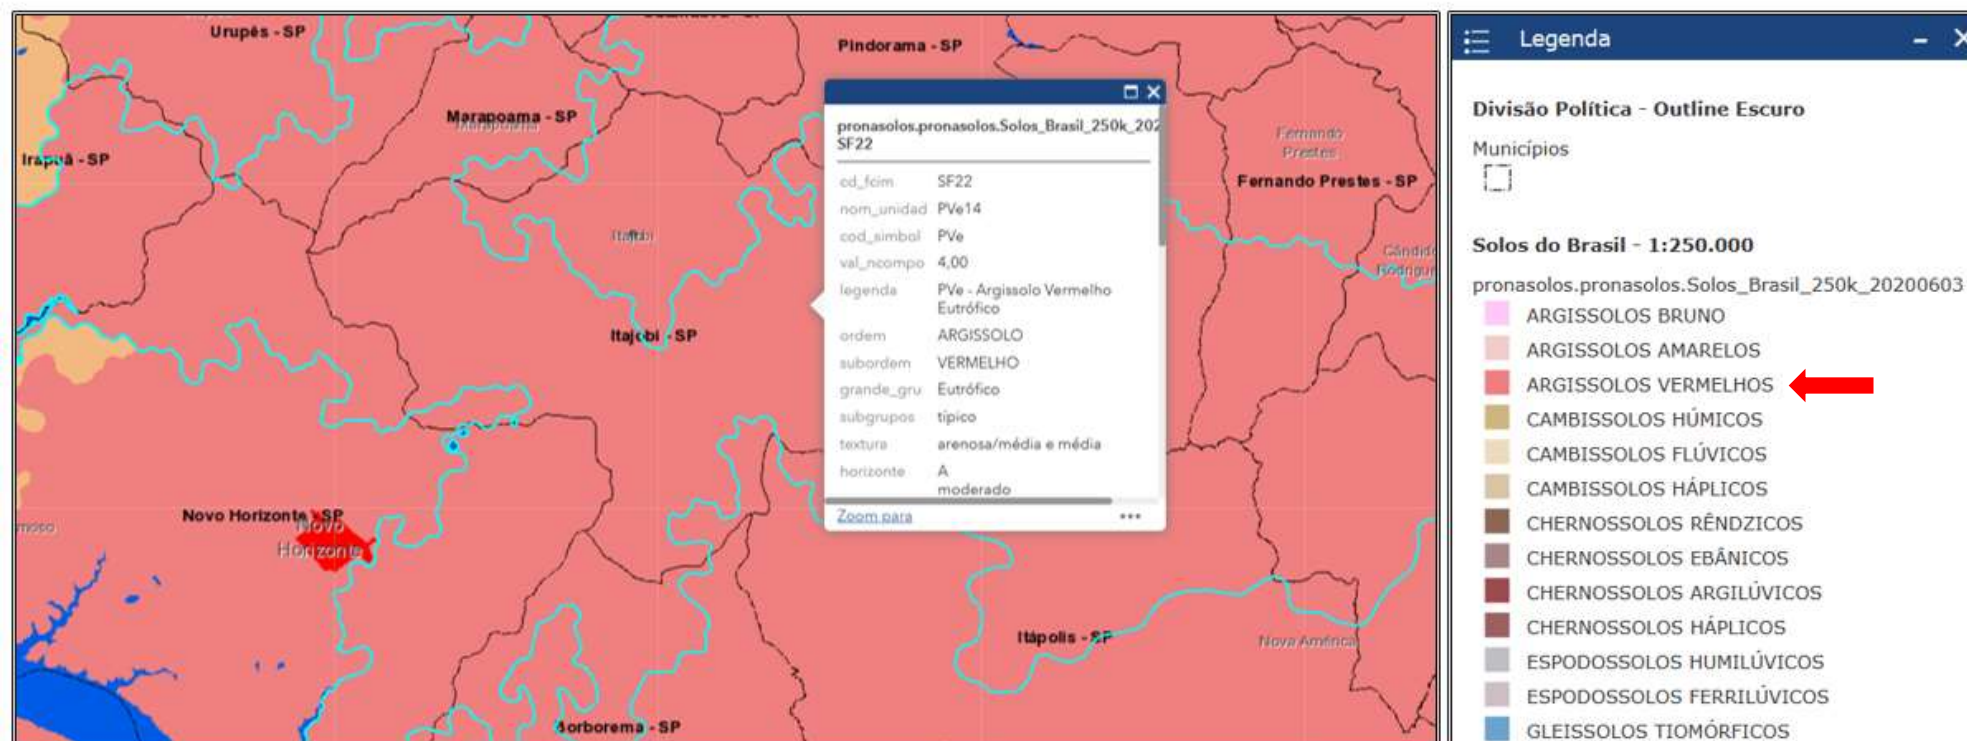 Urupês - SP
Pindorama - SP
Marapoama - SP
Marapoama
Irapuã - SP
Fernando
Prestes
Fernando Prestes - SP
Itajobi
Cândido
Itajobi - SP
Novo Horizonte - SP
Novo
Horizonte
Itápolis - SP
Nova América
Borborema - SP
pronasolos.pronasolos.Solos_Brasil_250k_202
SF22
cd_fcim SF22
nom_unidad PVe14
cod_simbol PVe
val_ncompo 4,00
legenda PVe - Argissolo Vermelho
Eutrófico
ordem ARGISSOLO
subordem VERMELHO
grande_gru Eutrófico
subgrupos típico
textura arenosa/média e média
horizonte A
moderado
Zoom para
Legenda
Divisão Política - Outline Escuro
Municípios
Solos do Brasil - 1:250.000
pronasolos.pronasolos.Solos_Brasil_250k_20200603
ARGISSOLOS BRUNO
ARGISSOLOS AMARELOS
ARGISSOLOS VERMELHOS
CAMBISSOLOS HÚMICOS
CAMBISSOLOS FLÚVICOS
CAMBISSOLOS HÁPLICOS
CHERNOSSOLOS RÊNDZICOS
CHERNOSSOLOS EBÂNICOS
CHERNOSSOLOS ARGILÚVICOS
CHERNOSSOLOS HÁPLICOS
ESPODOSSOLOS HUMILÚVICOS
ESPODOSSOLOS FERRILÚVICOS
GLEISSOLOS TIOMÓRFICOS